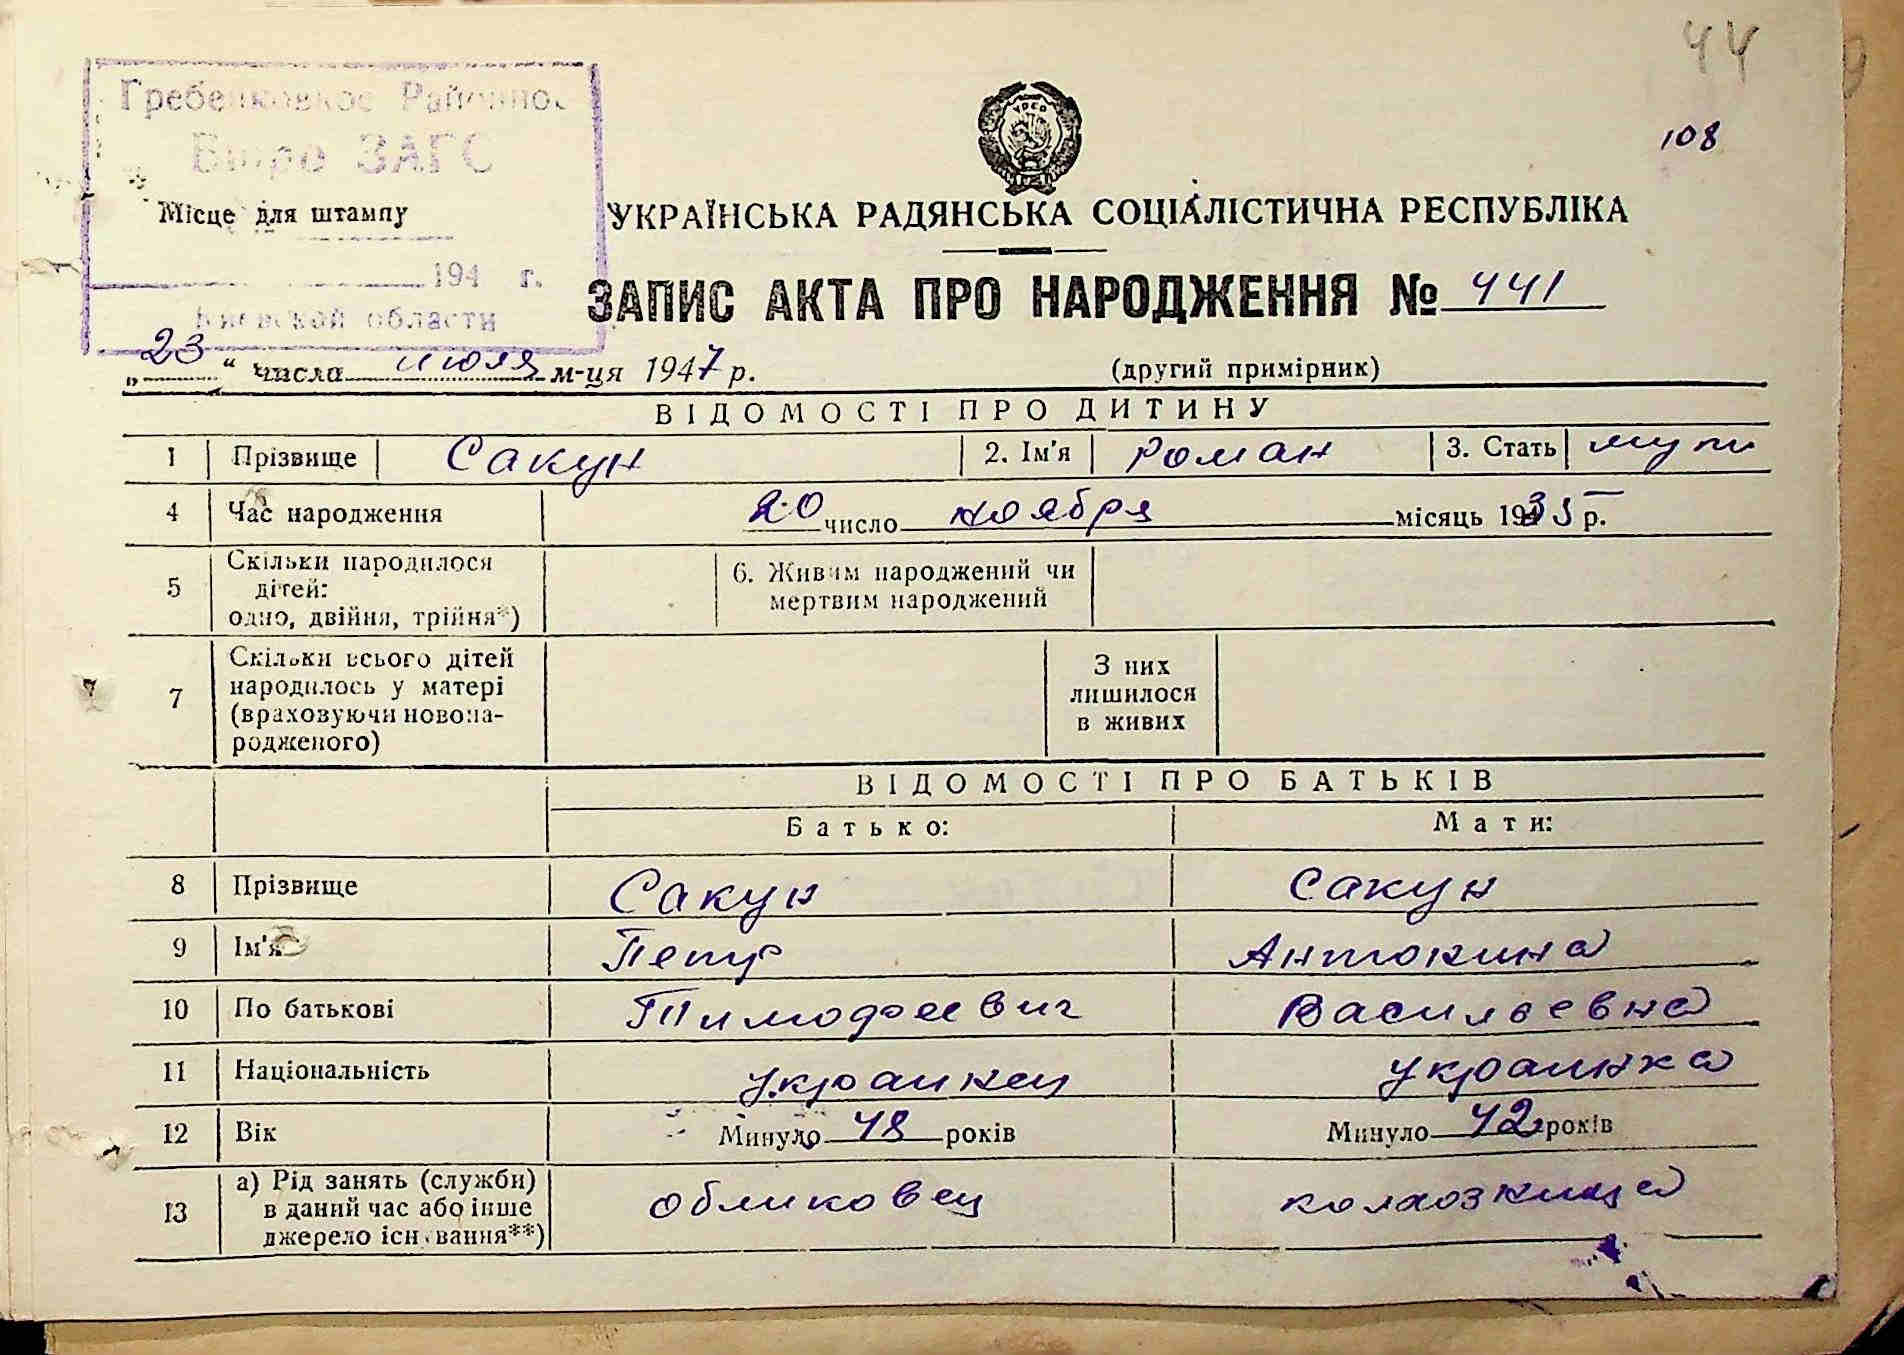 44
108
Гребенковское Районное
Бюро ЗАГС
Місце для штампу
194 г.
Киевской области
УРСР
УКРАЇНСЬКА РАДЯНСЬКА СОЦІАЛІСТИЧНА РЕСПУБЛІКА
ЗАПИС АКТА ПРО НАРОДЖЕННЯ № 441
„23“ числа июля м-ця 1947 р. (другий примірник)
ВІДОМОСТІ ПРО ДИТИНУ
1 Прізвище Сакун 2. Ім'я Роман 3. Стать муж
4 Час народження 20 число ноября місяць 1935 р.
5 Скільки народилося
дітей:
одно, двійня, трійня*)
6. Живим народжений чи
мертвим народжений
7 Скільки всього дітей
народилось у матері
(враховуючи новона-
родженого)
З них
лишилося
в живих
ВІДОМОСТІ ПРО БАТЬКІВ
Батько: Мати:
8 Прізвище Сакун Сакун
9 Ім'я Петр Антонина
10 По батькові Тимофеевич Васильевна
11 Національність украинец украинка
12 Вік Минуло 48 років Минуло 42 років
13 а) Рід занять (служби)
в даний час або інше
джерело існування**)
обликовец колхозница